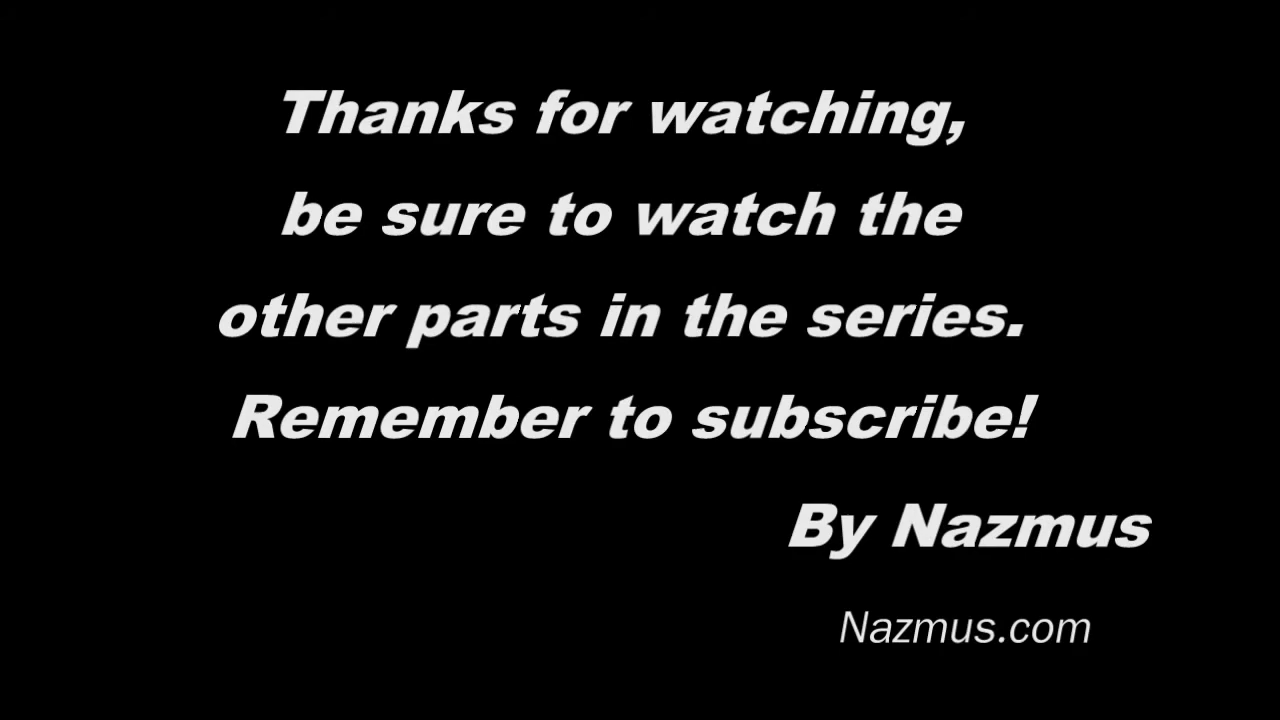 Thanks for watching,
be sure to watch the
other parts in the series.
Remember to subscribe!
By Nazmus
Nazmus.com